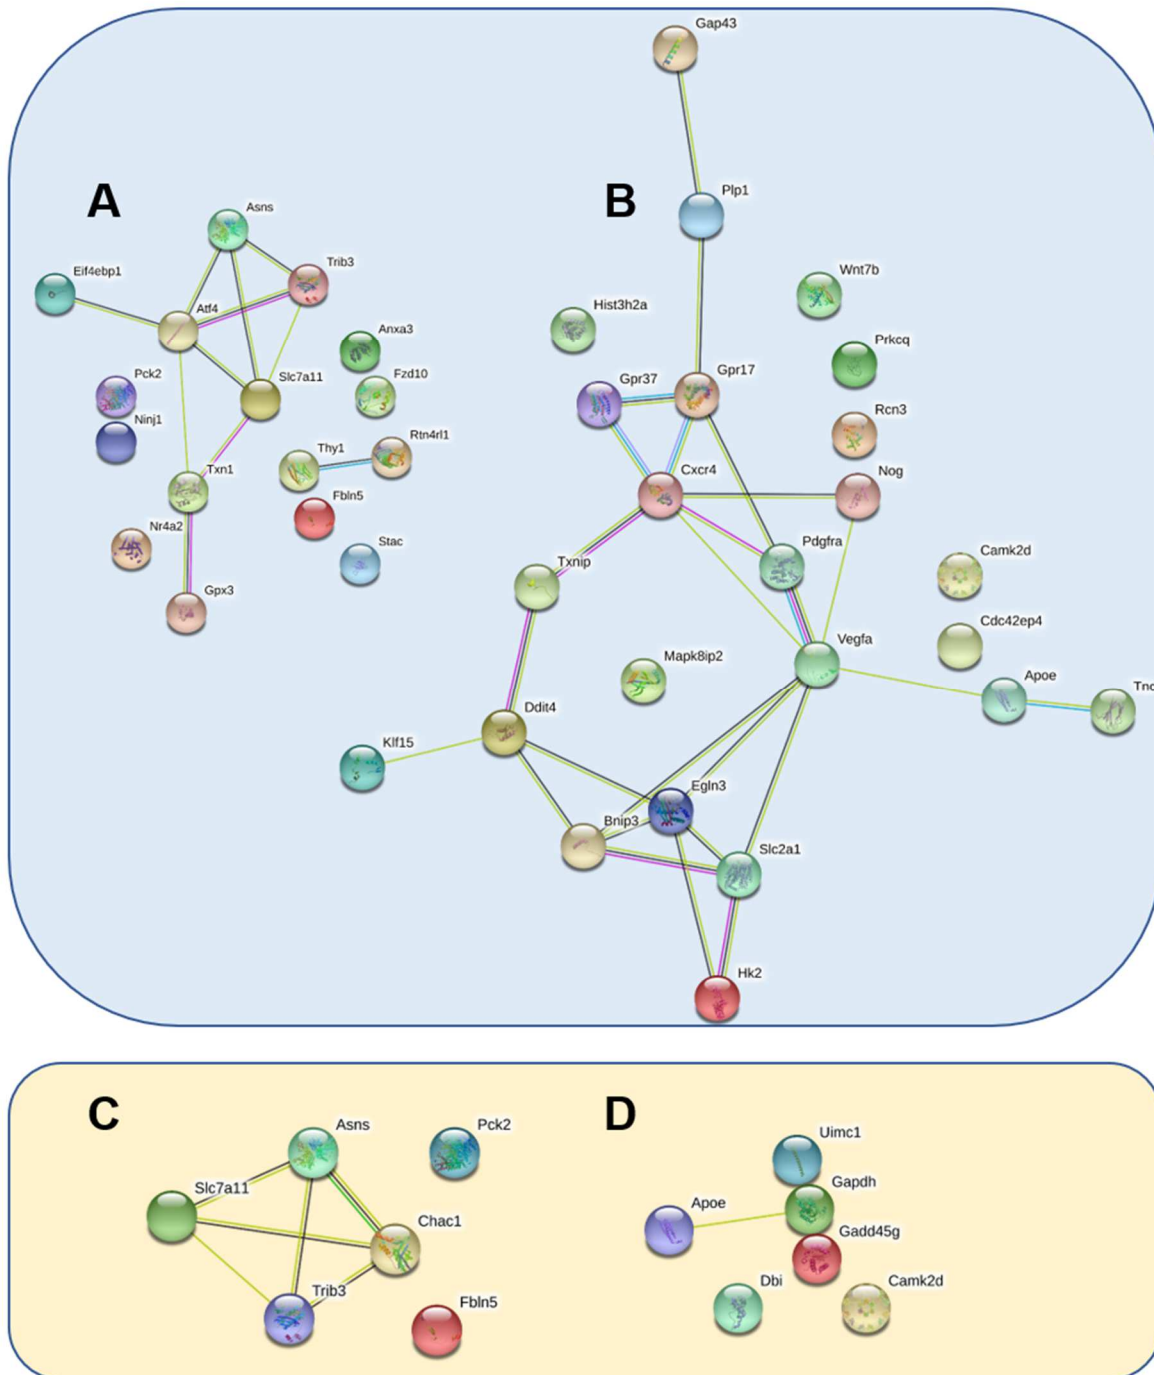 Gap43
A
B
Plp1
Asns
Trib3
Eif4ebp1
Wnt7b
Atf4
Hist3h2a
Anxa3
Prkcq
Pck2
Slc7a11
Fzd10
Gpr37
Gpr17
Ninj1
Rcn3
Thy1
Rtn4rl1
Txn1
Cxcr4
Nog
Fbln5
Nr4a2
Stac
Pdgfra
Camk2d
Txnip
Gpx3
Cdc42ep4
Vegfa
Mapk8ip2
Apoe
Tnc
Ddit4
Klf15
Egln3
Bnip3
Slc2a1
Hk2
C
D
Asns
Pck2
Uimc1
Slc7a11
Gapdh
Apoe
Chac1
Gadd45g
Trib3
Dbi
Camk2d
Fbln5